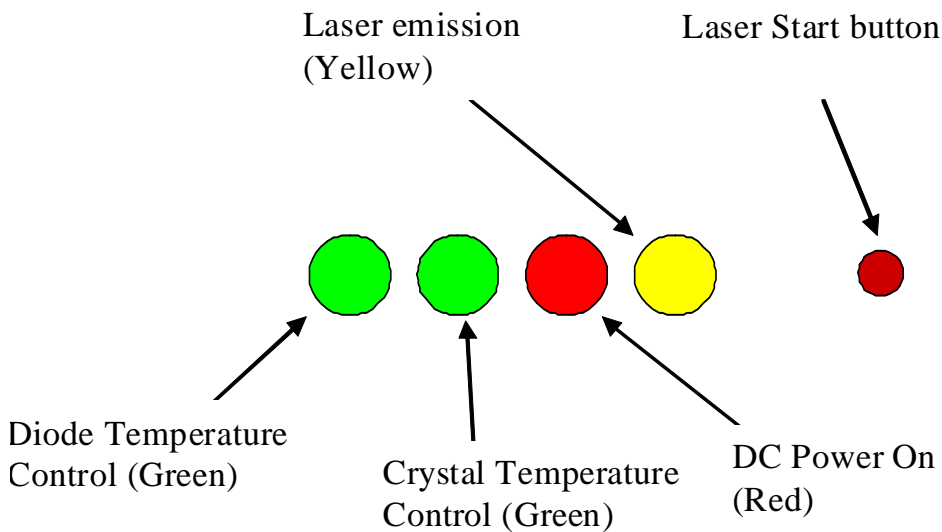 Laser emission
(Yellow)
Laser Start button
Diode Temperature
Control (Green)
Crystal Temperature
Control (Green)
DC Power On
(Red)